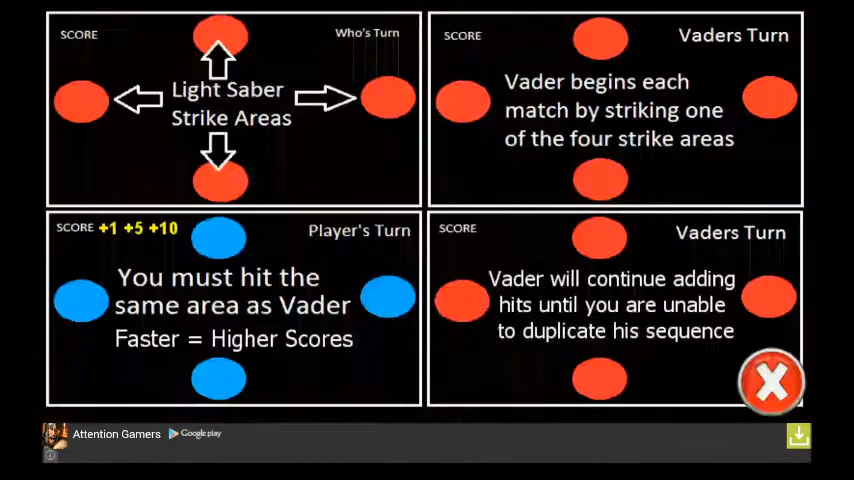 SCORE
Who's Turn
Light Saber
Strike Areas
SCORE
Vaders Turn
Vader begins each
match by striking one
of the four strike areas
SCORE +1 +5 +10
Player's Turn
You must hit the
same area as Vader
Faster = Higher Scores
SCORE
Vaders Turn
Vader will continue adding
hits until you are unable
to duplicate his sequence
X
Attention Gamers
Google play